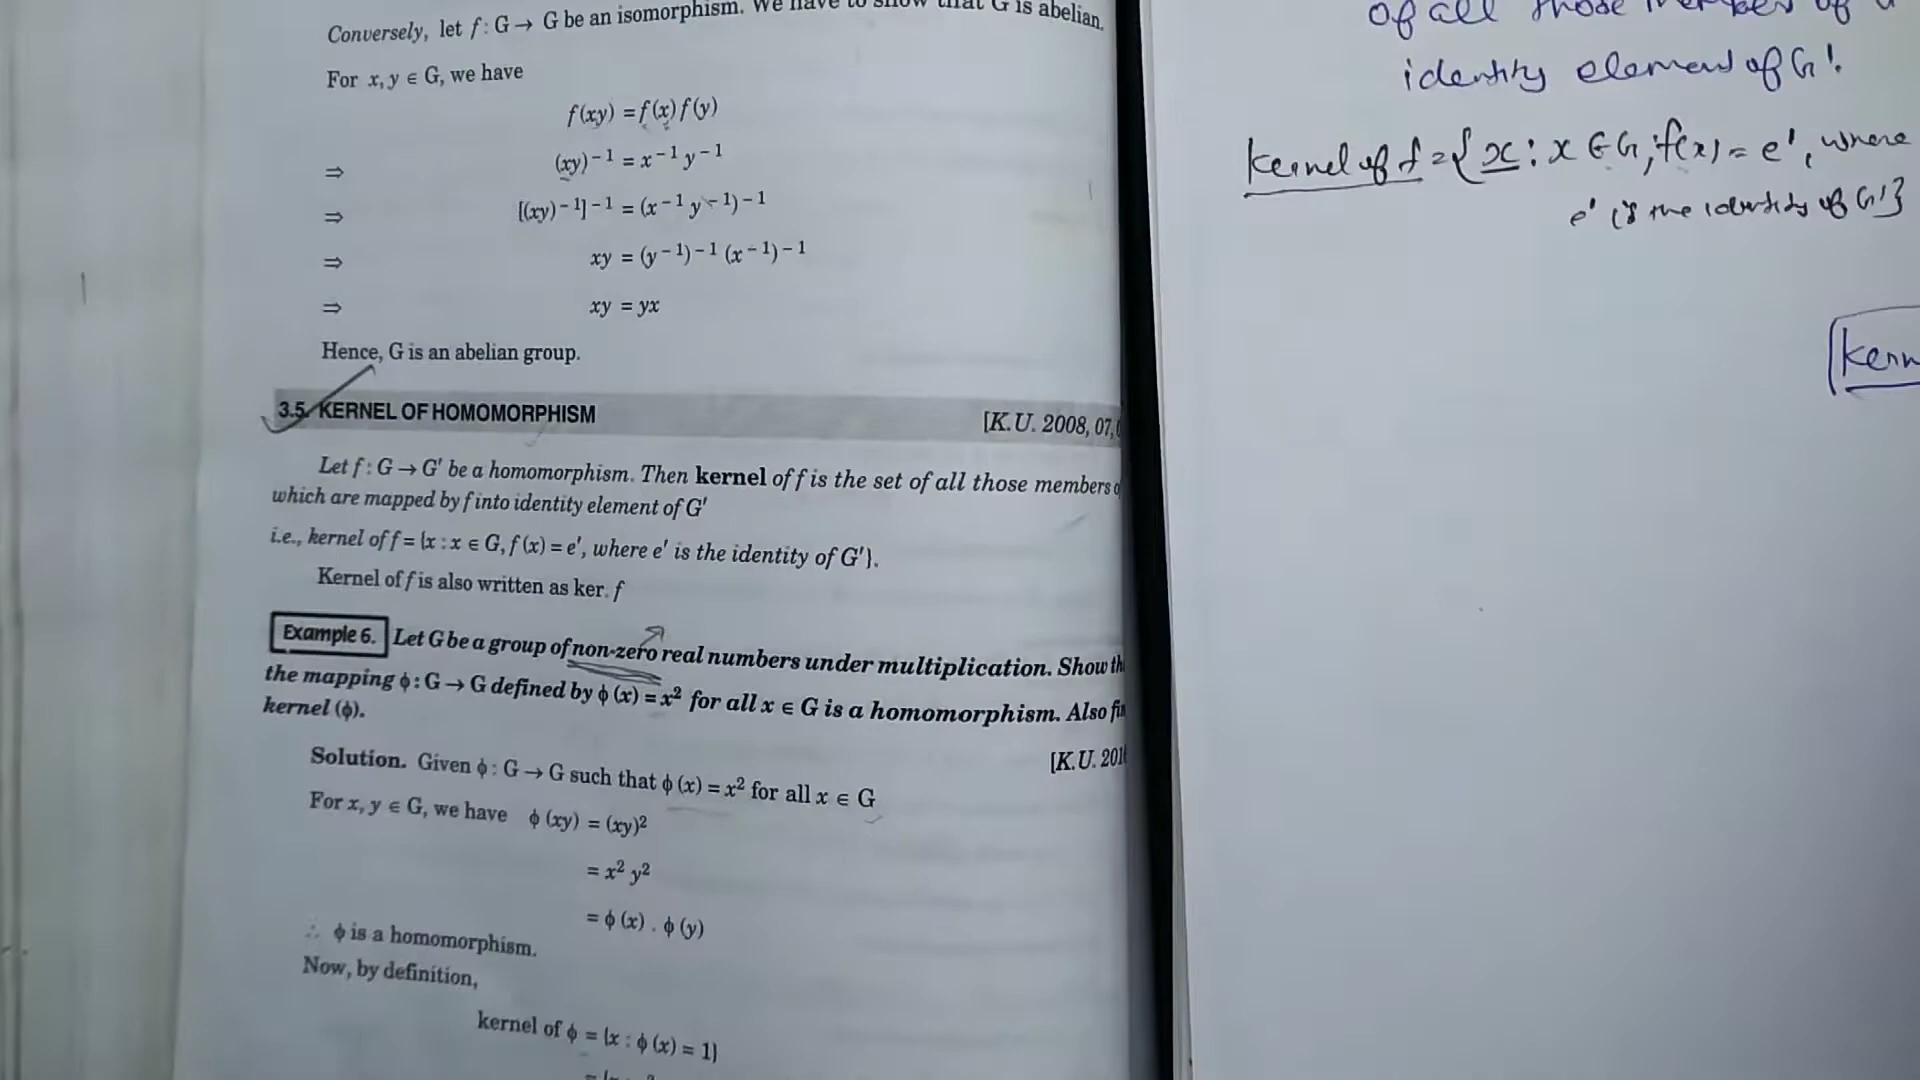 Conversely, let f : G → G be an isomorphism. We have to show that G is abelian.
For x, y ∈ G, we have
f(xy) = f(x) f(y)
⇒ (xy)⁻¹ = x⁻¹ y⁻¹
⇒ [(xy)⁻¹]⁻¹ = (x⁻¹ y⁻¹)⁻¹
⇒ xy = (y⁻¹)⁻¹ (x⁻¹)⁻¹
⇒ xy = yx
Hence, G is an abelian group.
3.5. KERNEL OF HOMOMORPHISM [K.U. 2008, 07,
Let f : G → G' be a homomorphism. Then kernel of f is the set of all those members
which are mapped by f into identity element of G'
i.e., kernel of f = {x : x ∈ G, f (x) = e', where e' is the identity of G'}.
Kernel of f is also written as ker. f
Example 6. Let G be a group of non-zero real numbers under multiplication. Show
the mapping ϕ : G → G defined by ϕ (x) = x² for all x ∈ G is a homomorphism. Also
kernel (ϕ).
[K.U.
Solution. Given ϕ : G → G such that ϕ (x) = x² for all x ∈ G
For x, y ∈ G, we have ϕ (xy) = (xy)²
= x² y²
= ϕ (x) . ϕ (y)
∴ ϕ is a homomorphism.
Now, by definition,
kernel of ϕ = {x : ϕ (x) = 1}
of all those of
identity element of G'.
kernel of f = {x : x ∈ G, f(x) = e', where
e' is the identity of G'}